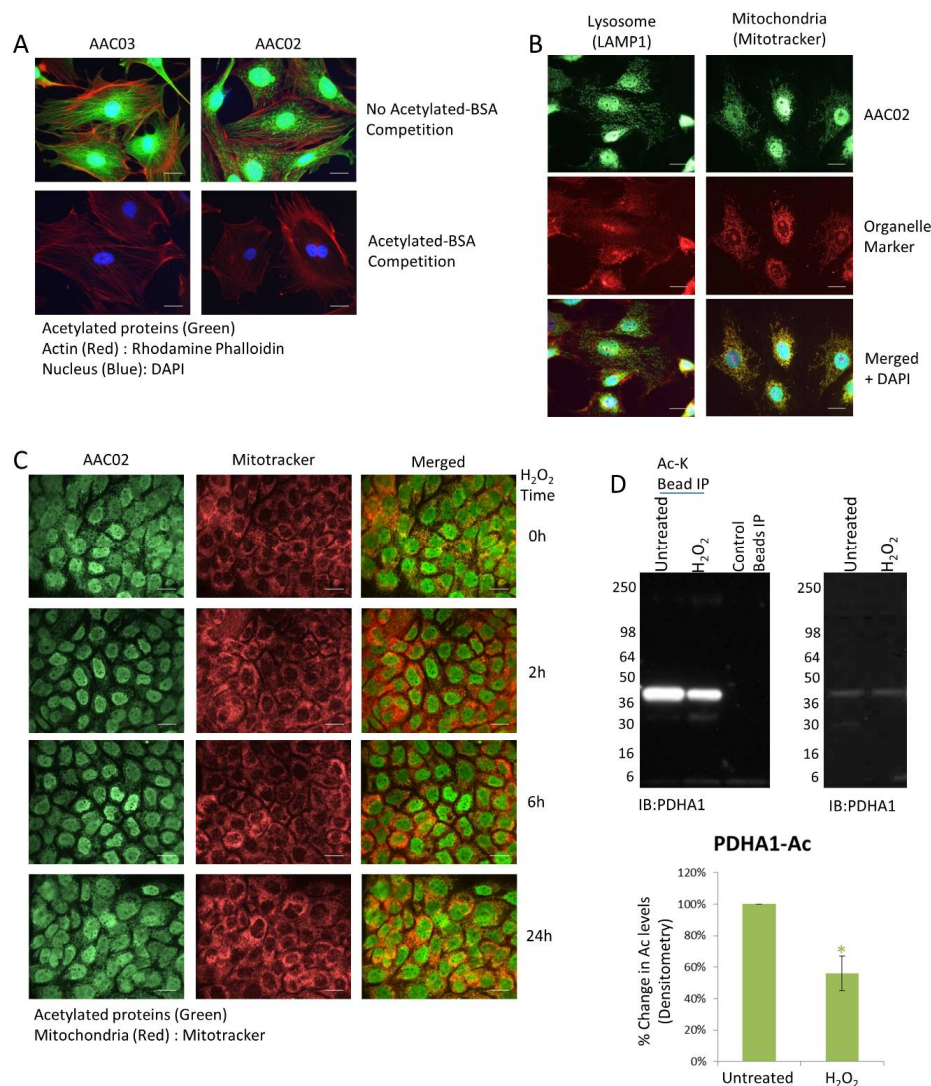 A
AAC03
AAC02
No Acetylated-BSA
Competition
Acetylated-BSA
Competition
Acetylated proteins (Green)
Actin (Red) : Rhodamine Phalloidin
Nucleus (Blue): DAPI
B
Lysosome
(LAMP1)
Mitochondria
(Mitotracker)
AAC02
Organelle
Marker
Merged
+ DAPI
C
AAC02
Mitotracker
Merged
H₂O₂
Time
0h
2h
6h
24h
Acetylated proteins (Green)
Mitochondria (Red) : Mitotracker
D
Ac-K
Bead IP
Untreated
H₂O₂
Control
Beads IP
250
98
64
50
36
30
16
6
IB:PDHA1
Untreated
H₂O₂
250
98
64
50
36
30
16
6
IB:PDHA1
PDHA1-Ac
% Change in Ac levels
(Densitometry)
120%
100%
80%
60%
40%
20%
0%
*
Untreated
H₂O₂